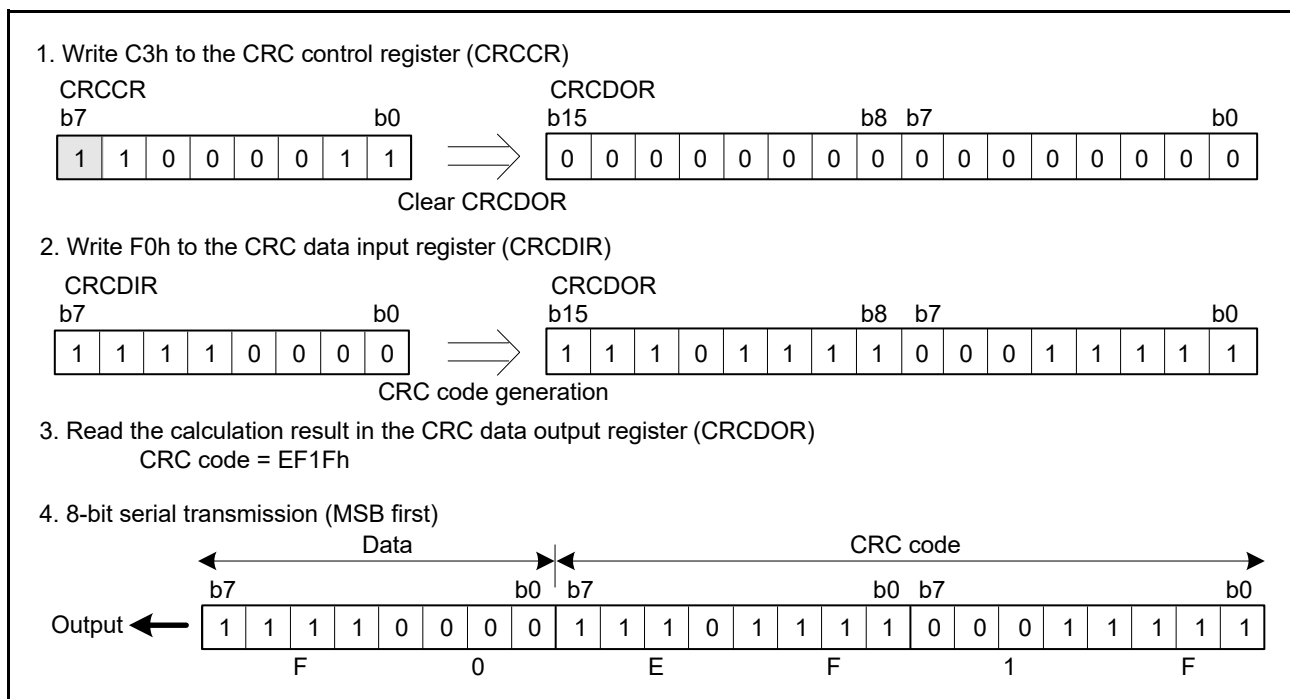 1. Write C3h to the CRC control register (CRCCR)
CRCCR CRCDOR
b7 b0 b15 b8 b7 b0
1 1 0 0 0 0 1 1 0 0 0 0 0 0 0 0 0 0 0 0 0 0 0 0
Clear CRCDOR
2. Write F0h to the CRC data input register (CRCDIR)
CRCDIR CRCDOR
b7 b0 b15 b8 b7 b0
1 1 1 1 0 0 0 0 1 1 1 0 1 1 1 1 0 0 0 1 1 1 1 1
CRC code generation
3. Read the calculation result in the CRC data output register (CRCDOR)
CRC code = EF1Fh
4. 8-bit serial transmission (MSB first)
Data CRC code
b7 b0 b7 b0 b7 b0
Output 1 1 1 1 0 0 0 0 1 1 1 0 1 1 1 1 0 0 0 1 1 1 1 1
F 0 E F 1 F